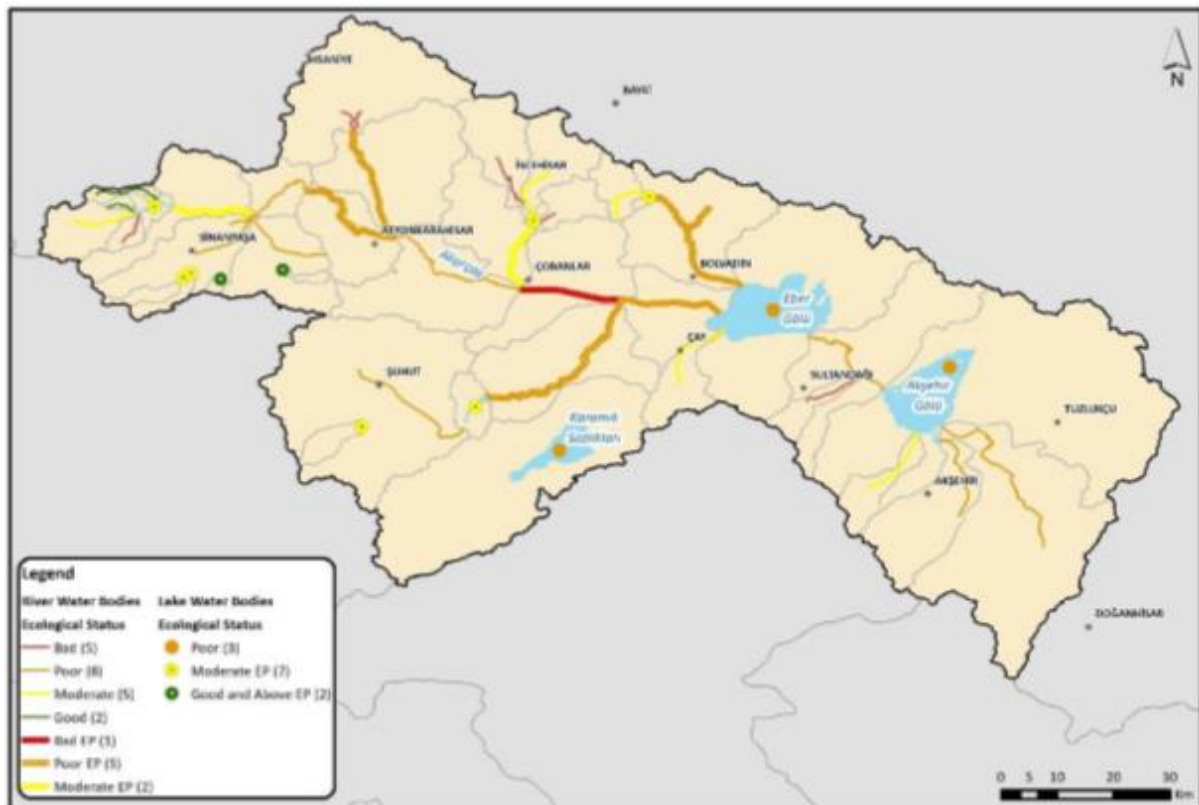 İHSANİYE
N
BAYAT
İSCEHİSAR
AFYONKARAHİSAR
SİNANPAŞA
Akarçay
ÇOBANLAR
BOLVADİN
Eber
Gölü
ÇAY
ŞUHUT
SULTANDAĞI
Akşehir
Gölü
TUZLUKÇU
Karamık
Sazlıkları
AKŞEHİR
DOĞANHİSAR
Legend
River Water Bodies
Ecological Status
Bad (5)
Poor (8)
Moderate (5)
Good (2)
Bad EP (1)
Poor EP (5)
Moderate EP (2)
Lake Water Bodies
Ecological Status
Poor (3)
Moderate EP (7)
Good and Above EP (2)
0 5 10 20 30
Km